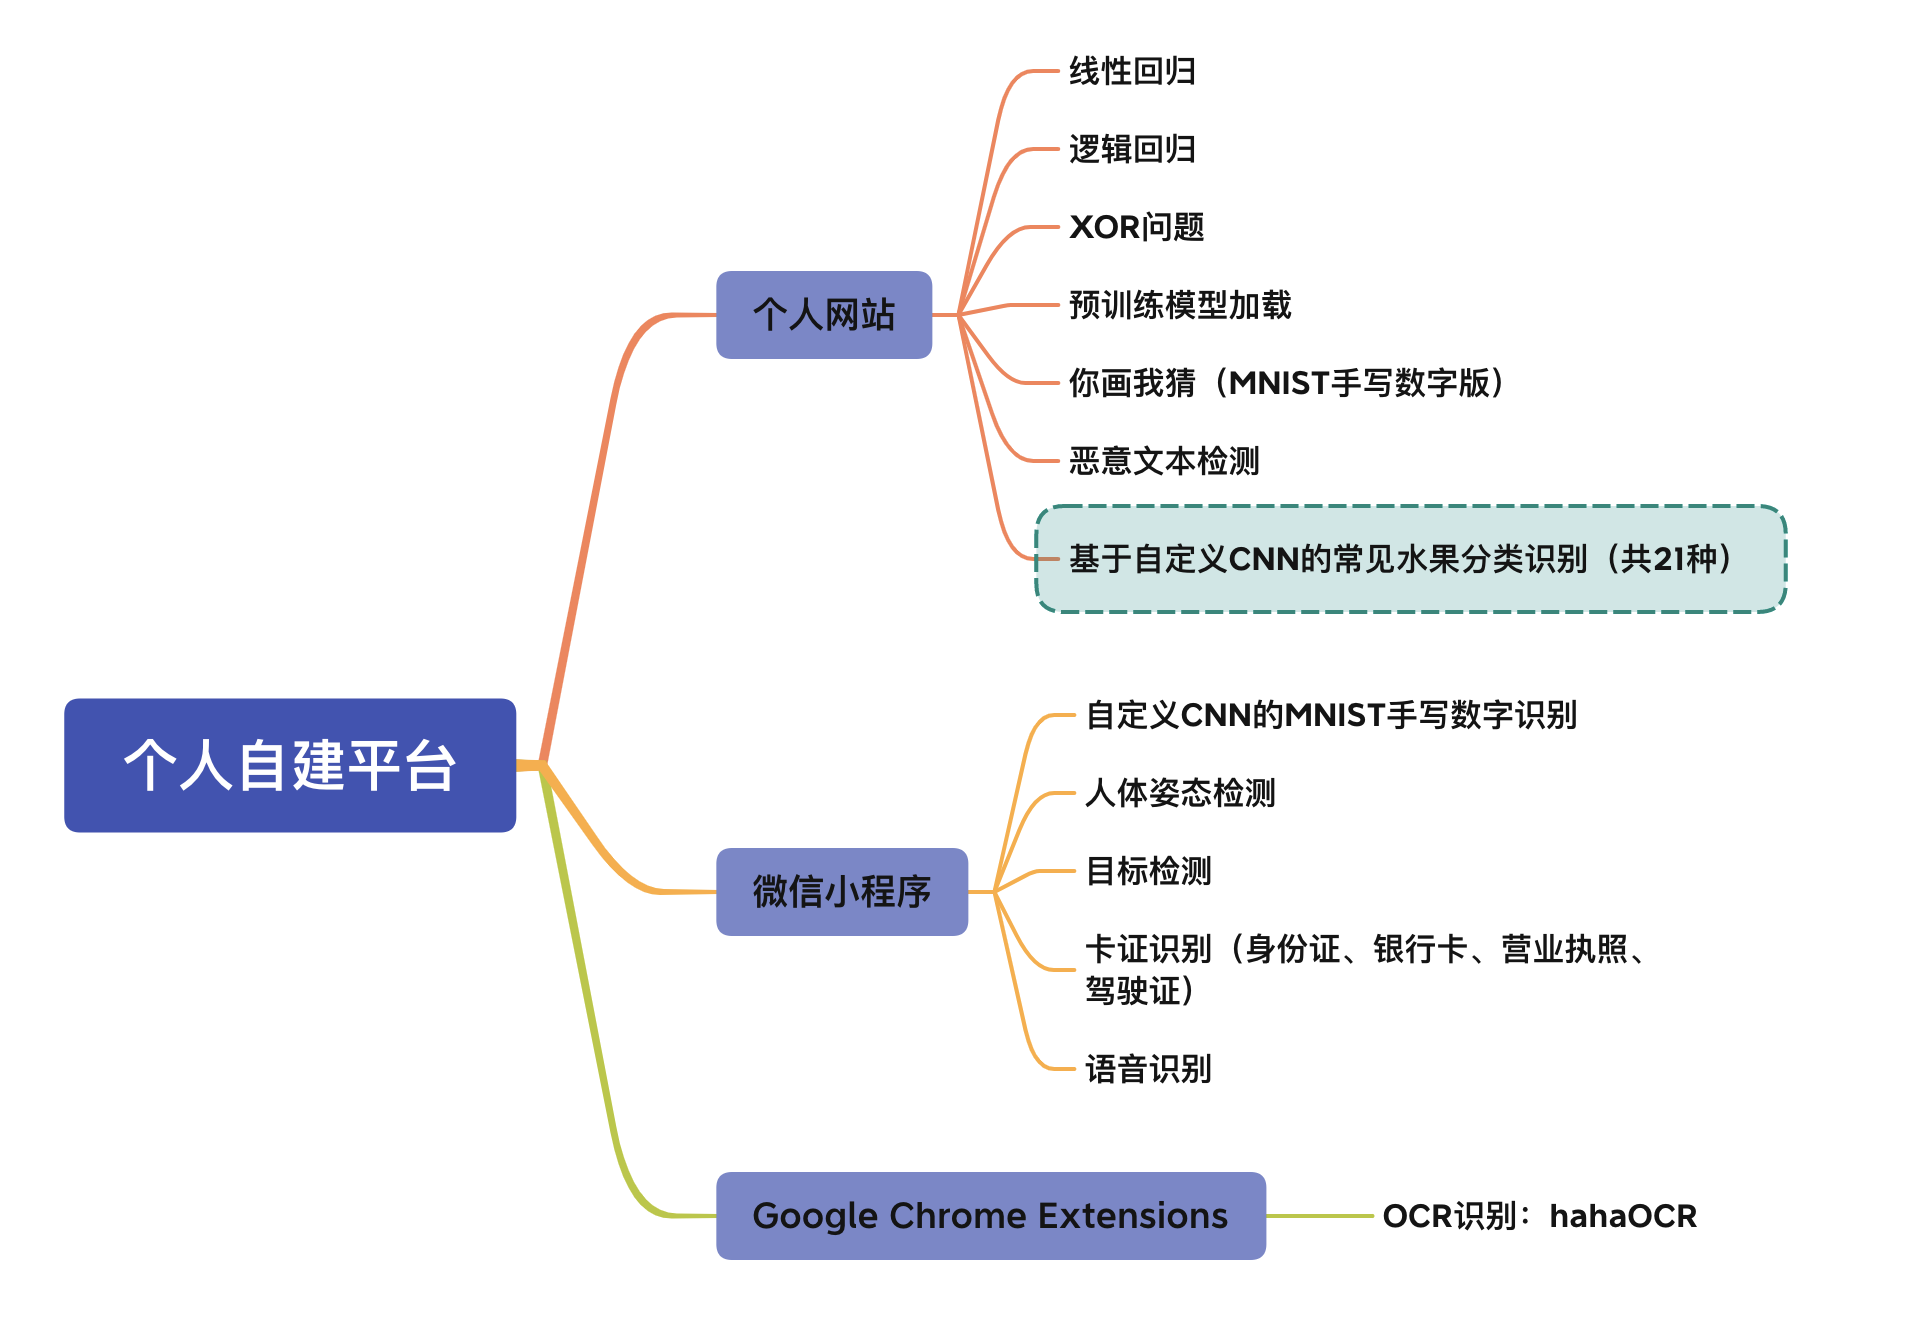 个人自建平台
个人网站
线性回归
逻辑回归
XOR问题
预训练模型加载
你画我猜（MNIST手写数字版）
恶意文本检测
基于自定义CNN的常见水果分类识别（共21种）
微信小程序
自定义CNN的MNIST手写数字识别
人体姿态检测
目标检测
卡证识别（身份证、银行卡、营业执照、
驾驶证）
语音识别
Google Chrome Extensions
OCR识别：hahaOCR